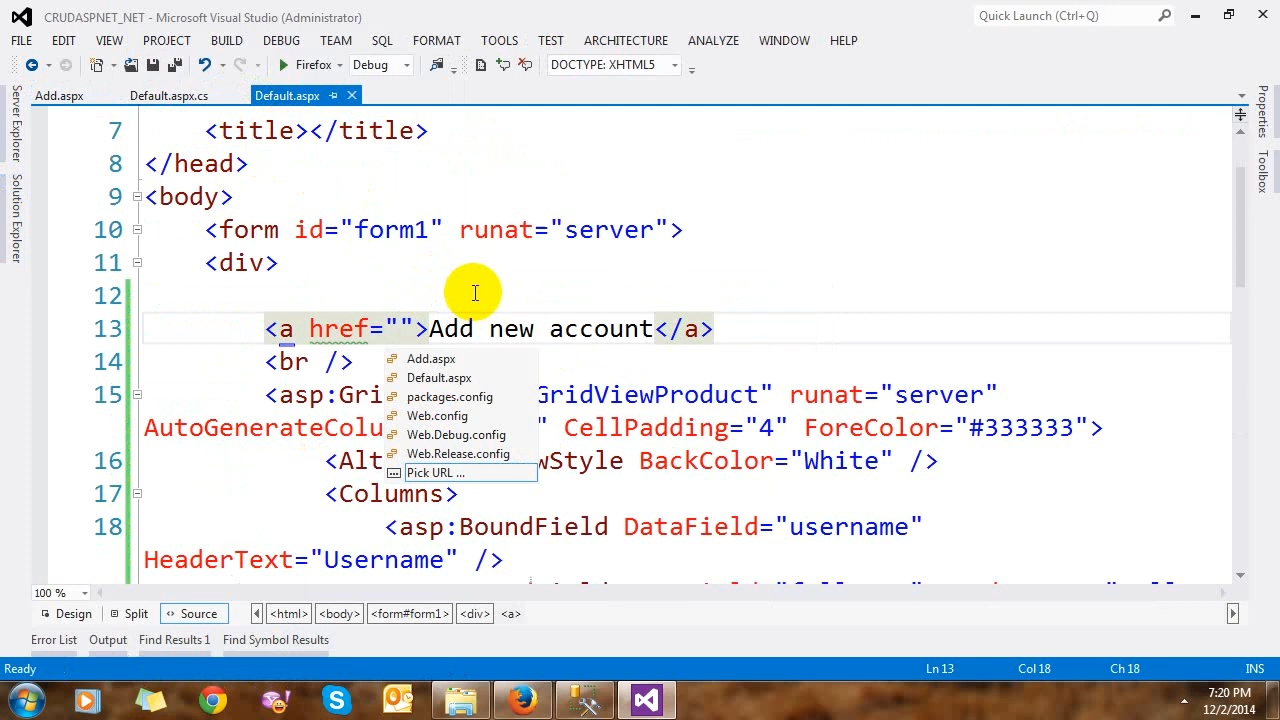 CRUDASPNET_NET - Microsoft Visual Studio (Administrator)
Quick Launch (Ctrl+Q)
FILE EDIT VIEW PROJECT BUILD DEBUG TEAM SQL FORMAT TOOLS TEST ARCHITECTURE ANALYZE WINDOW HELP
Firefox Debug DOCTYPE: XHTML5
Add.aspx Default.aspx.cs Default.aspx
Server Explorer
Solution Explorer
Properties
Toolbox
7 <title></title>
8 </head>
9 <body>
10 <form id="form1" runat="server">
11 <div>
12
13 <a href="">Add new account</a>
14 <br />
15 <asp:Gri GridViewProduct" runat="server"
AutoGenerateColu " CellPadding="4" ForeColor="#333333">
16 <Alt wStyle BackColor="White" />
17 <Columns>
18 <asp:BoundField DataField="username"
HeaderText="Username" />
Add.aspx
Default.aspx
packages.config
Web.config
Web.Debug.config
Web.Release.config
Pick URL ...
100 %
Design Split Source <html> <body> <form#form1> <div> <a>
Error List Output Find Results 1 Find Symbol Results
Ready Ln 13 Col 18 Ch 18 INS
7:20 PM
12/2/2014